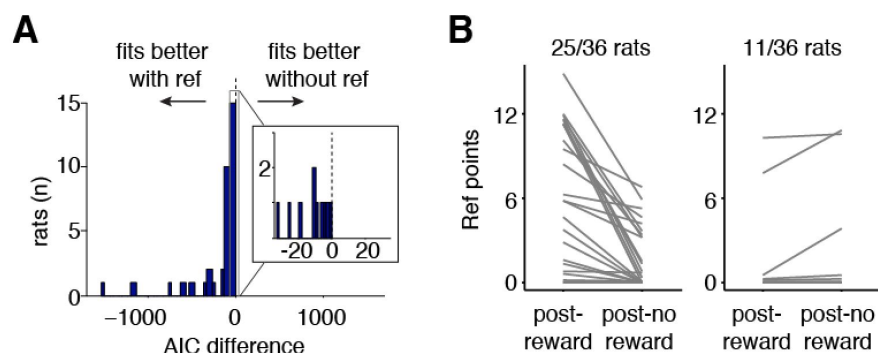 A
fits better
with ref
fits better
without ref
15
10
5
0
rats (n)
2
-20 0 20
−1000 0 1000
AIC difference
B
25/36 rats
11/36 rats
Ref points
12
6
0
12
6
0
post-
reward
post-no
reward
post-
reward
post-no
reward